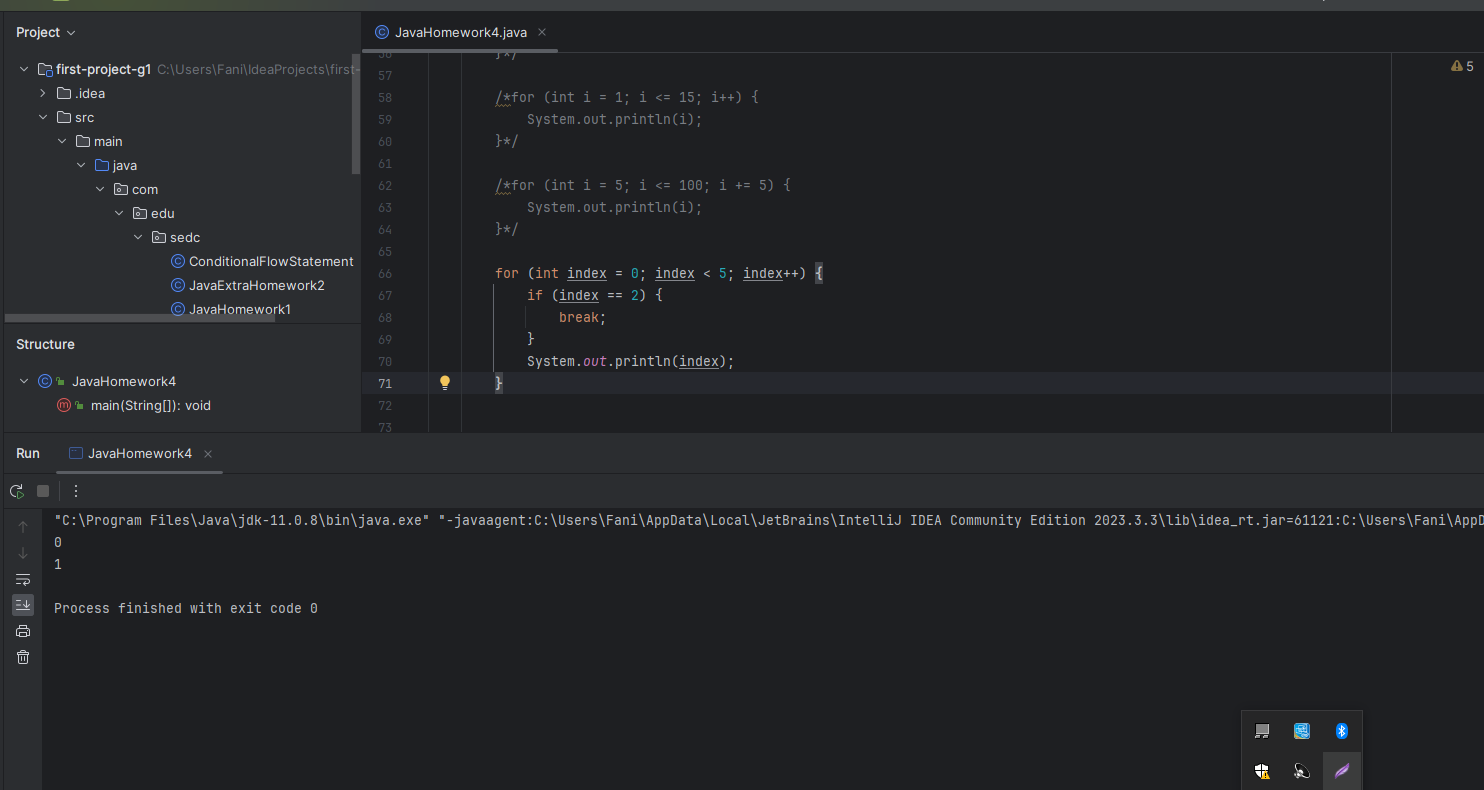 Project
JavaHomework4.java
first-project-g1 C:\Users\Fani\IdeaProjects\first-
.idea
src
main
java
com
edu
sedc
ConditionalFlowStatement
JavaExtraHomework2
JavaHomework1
Structure
JavaHomework4
main(String[]): void
5
56 }*/
57
58 /*for (int i = 1; i <= 15; i++) {
59 System.out.println(i);
60 }*/
61
62 /*for (int i = 5; i <= 100; i += 5) {
63 System.out.println(i);
64 }*/
65
66 for (int index = 0; index < 5; index++) {
67 if (index == 2) {
68 break;
69 }
70 System.out.println(index);
71 }
72
73
Run JavaHomework4
"C:\Program Files\Java\jdk-11.0.8\bin\java.exe" "-javaagent:C:\Users\Fani\AppData\Local\JetBrains\IntelliJ IDEA Community Edition 2023.3.3\lib\idea_rt.jar=61121:C:\Users\Fani\AppD
0
1
Process finished with exit code 0